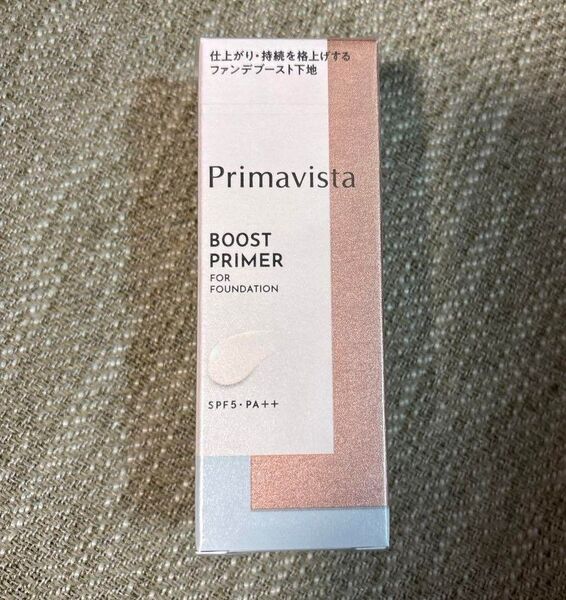 仕上がり・持続を格上げする
ファンデブースト下地
Primavista
BOOST
PRIMER
FOR
FOUNDATION
SPF5・PA++